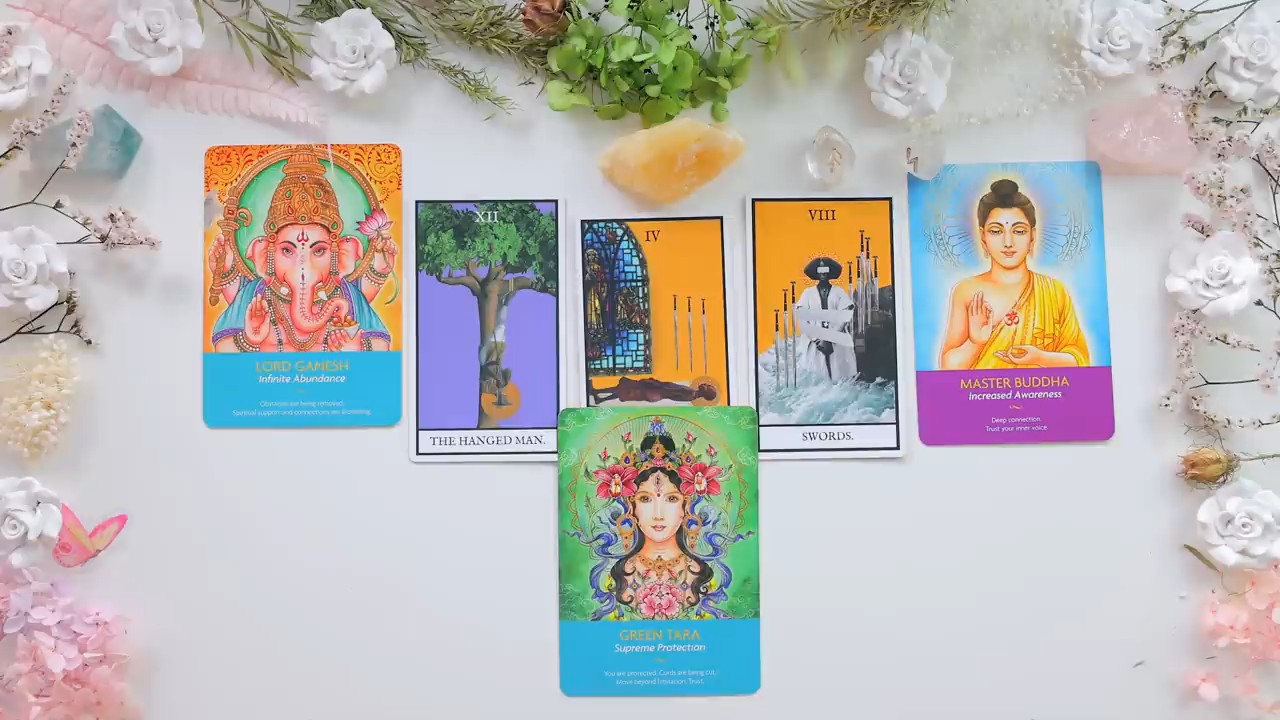 LORD GANESH
Infinite Abundance
Obstacles are being removed.
Spiritual support and connections are
XII
THE HANGED MAN.
IV
VIII
SWORDS.
MASTER BUDDHA
Increased Awareness
Deep connection.
Trust your inner voice.
GREEN TARA
Supreme Protection
You are protected. Cords are being cut.
Move beyond limitation. Trust.